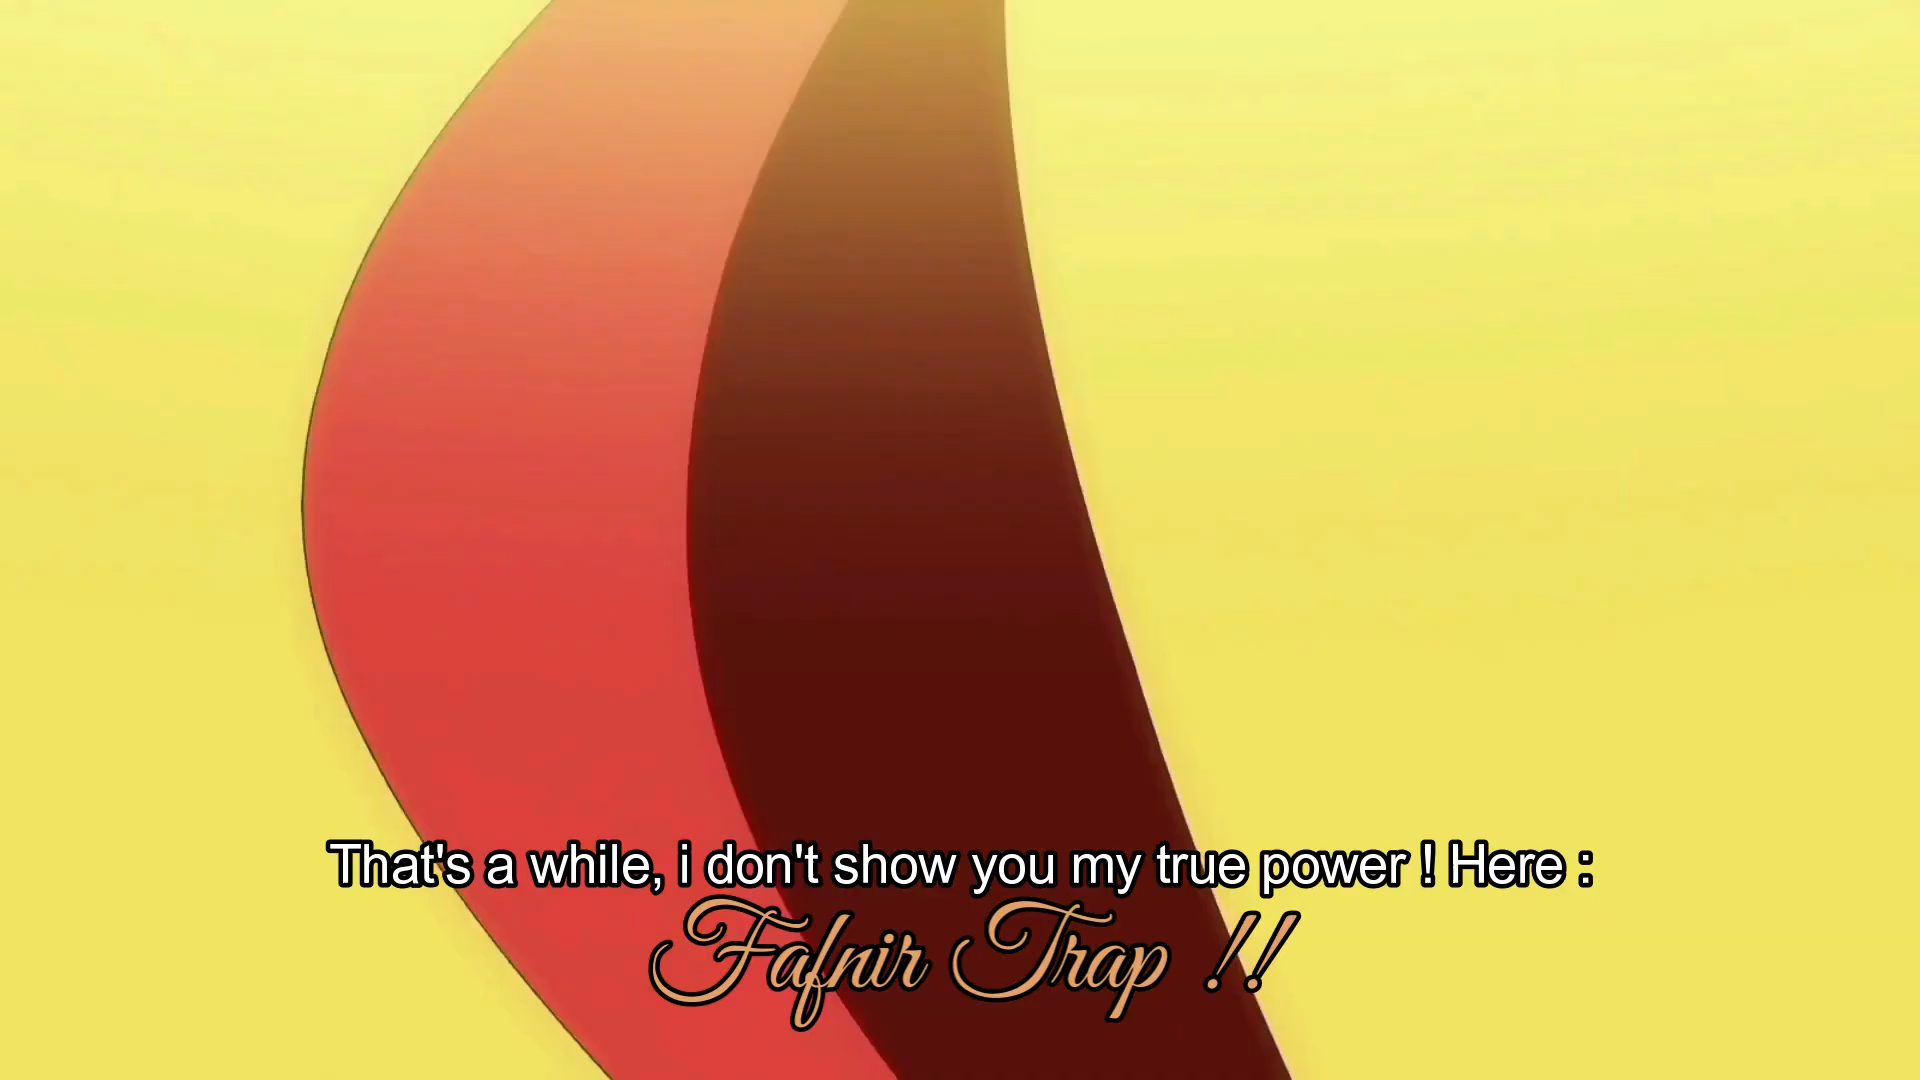 That's a while, i don't show you my true power ! Here :
Fafnir Trap !!